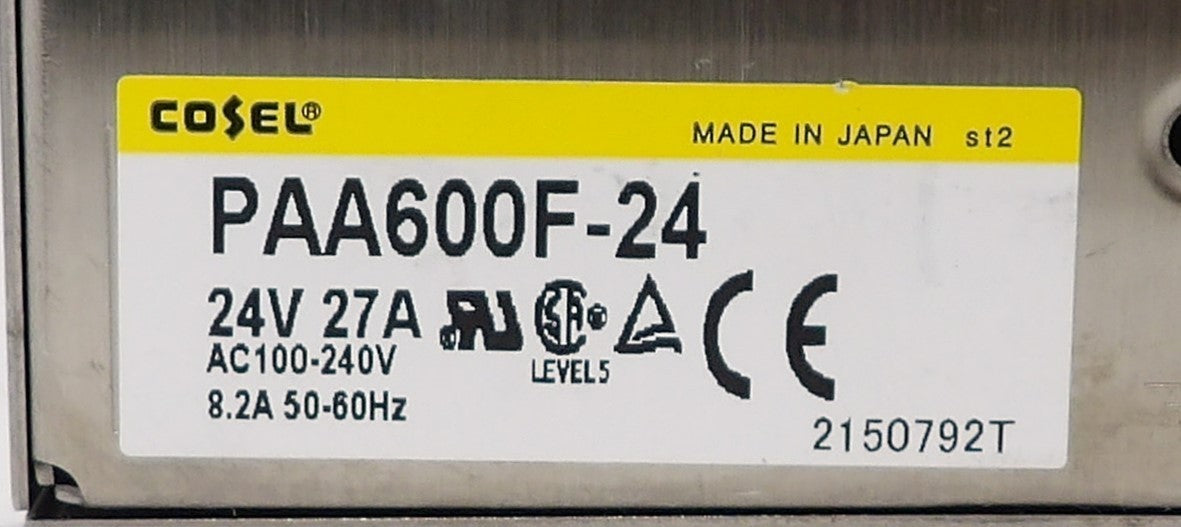 COSEL®
MADE IN JAPAN st2
PAA600F-24
24V 27A
AC100-240V
LEVEL5
8.2A 50-60Hz
2150792T